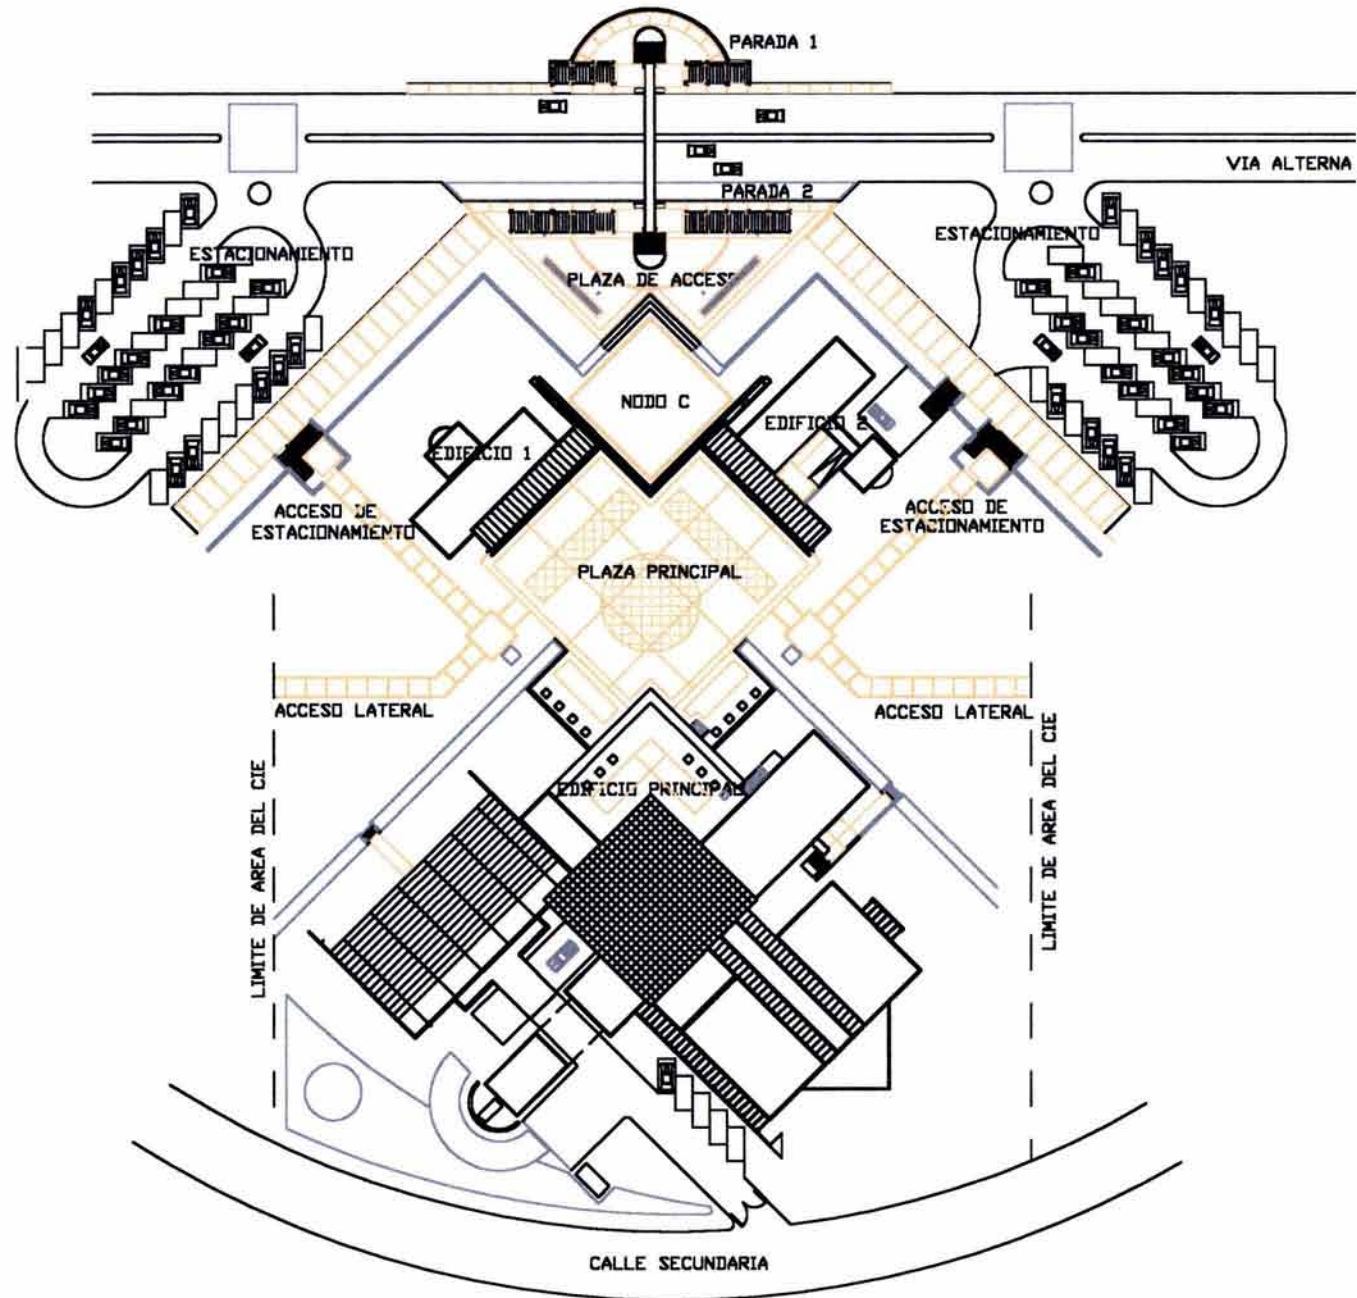 PARADA 1
VIA ALTERNA
PARADA 2
ESTACIONAMIENTO
ESTACIONAMIENTO
PLAZA DE ACCESO
NODO C
EDIFICIO 1
EDIFICIO 2
ACCESO DE
ESTACIONAMIENTO
ACCESO DE
ESTACIONAMIENTO
PLAZA PRINCIPAL
ACCESO LATERAL
ACCESO LATERAL
LIMITE DE AREA DEL CIE
LIMITE DE AREA DEL CIE
EDIFICIO PRINCIPAL
CALLE SECUNDARIA